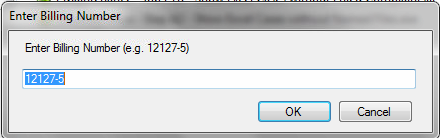 Enter Billing Number
Enter Billing Number (e.g. 12127-5)
12127-5
OK
Cancel